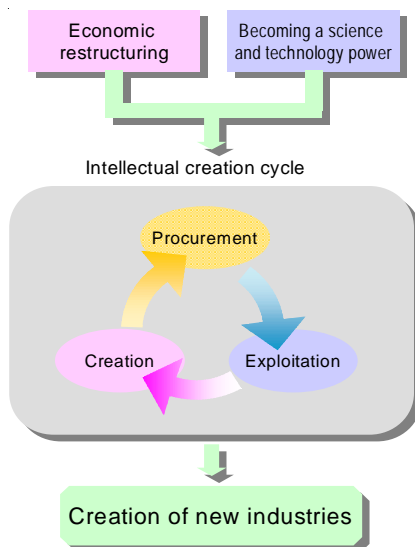 Economic
restructuring
Becoming a science
and technology power
Intellectual creation cycle
Procurement
Creation
Exploitation
Creation of new industries